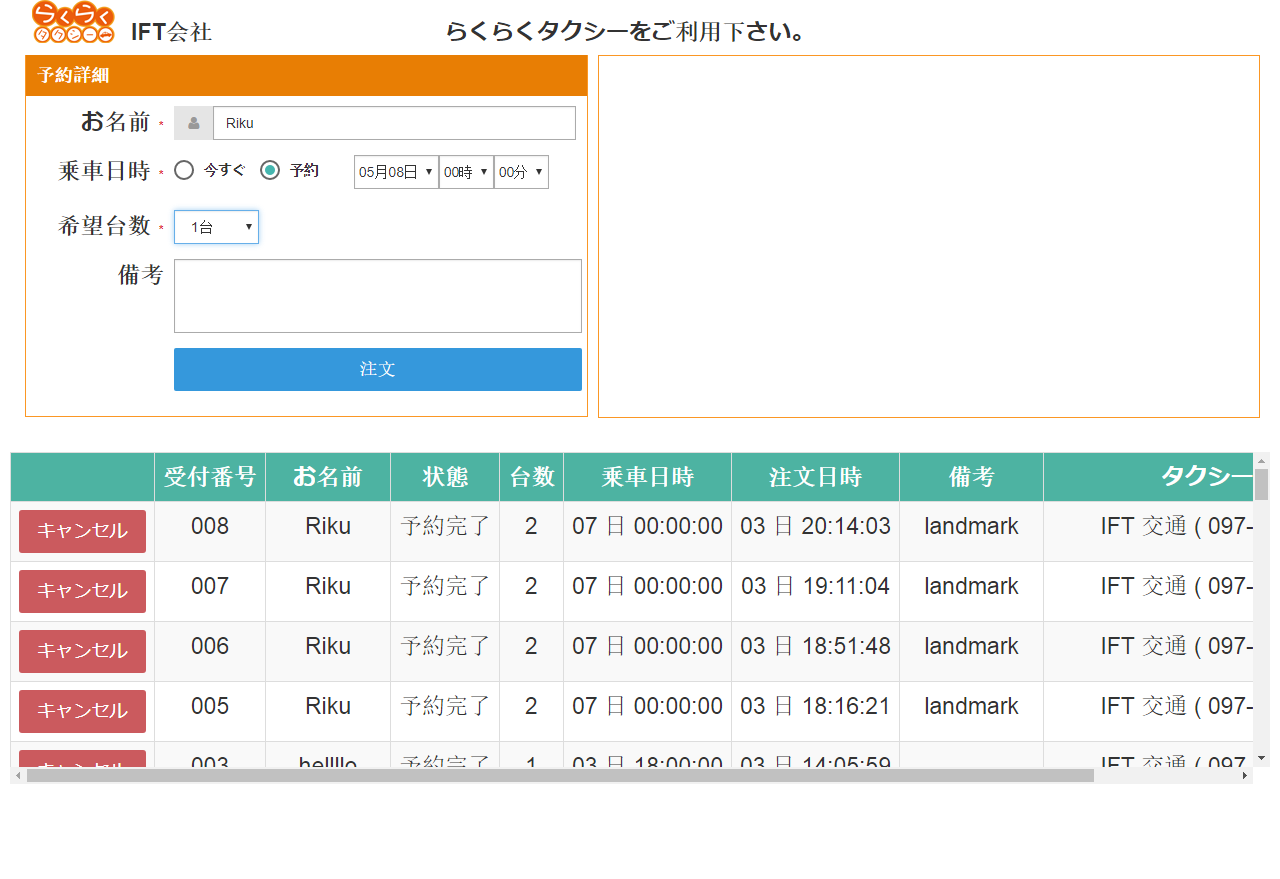 らくらく
タクシー
IFT会社
らくらくタクシーをご利用下さい。
予約詳細
お名前 *
Riku
乗車日時 * 今すぐ 予約 05月08日 00時 00分
希望台数 * 1台
備考
注文
受付番号 お名前 状態 台数 乗車日時 注文日時 備考 タクシー
キャンセル 008 Riku 予約完了 2 07 日 00:00:00 03 日 20:14:03 landmark IFT 交通 ( 097-
キャンセル 007 Riku 予約完了 2 07 日 00:00:00 03 日 19:11:04 landmark IFT 交通 ( 097-
キャンセル 006 Riku 予約完了 2 07 日 00:00:00 03 日 18:51:48 landmark IFT 交通 ( 097-
キャンセル 005 Riku 予約完了 2 07 日 00:00:00 03 日 18:16:21 landmark IFT 交通 ( 097-
キャンセル 003 hellllo 予約完了 1 03 日 18:00:00 03 日 14:05:59 IFT 交通 ( 097-